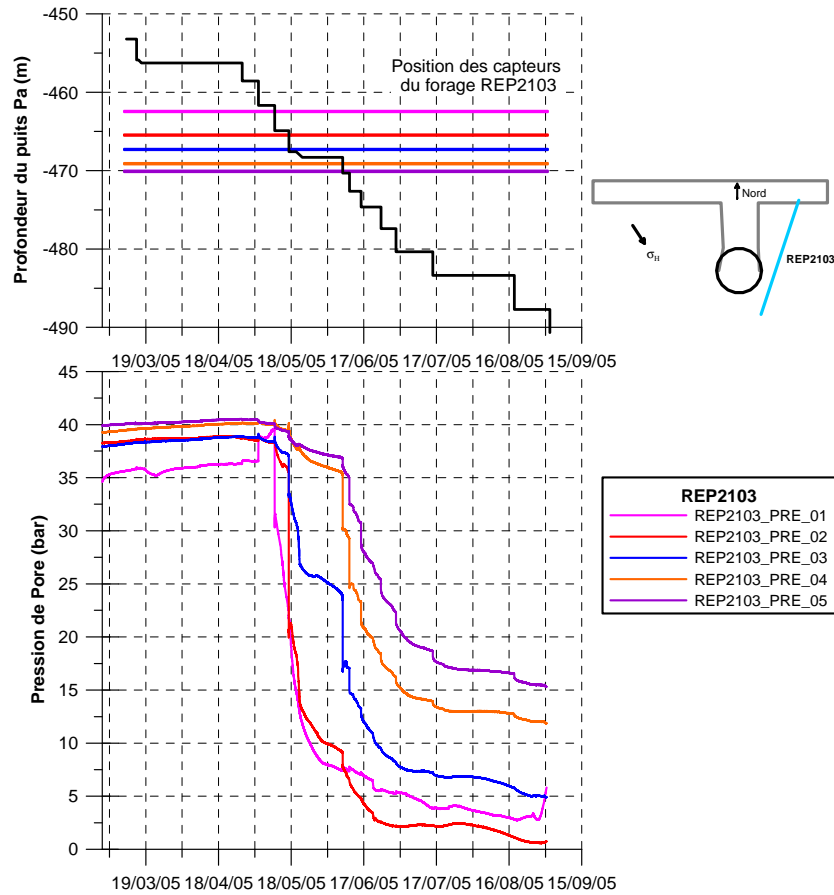 Profondeur du puits Pa (m)
-450
-460
-470
-480
-490
Position des capteurs
du forage REP2103
19/03/05 18/04/05 18/05/05 17/06/05 17/07/05 16/08/05 15/09/05
Nord
σH
REP2103
Pression de Pore (bar)
45
40
35
30
25
20
15
10
5
0
19/03/05 18/04/05 18/05/05 17/06/05 17/07/05 16/08/05 15/09/05
REP2103
REP2103_PRE_01
REP2103_PRE_02
REP2103_PRE_03
REP2103_PRE_04
REP2103_PRE_05